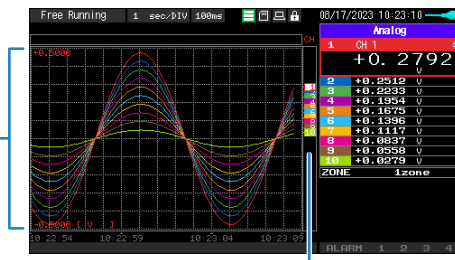 Free Running 1 sec/DIV 100ms 08/17/2023 10:23:10
Analog
CH 1 CH 1
+0.5000 +0.2792
V
2 +0.2512 V
3 +0.2233 V
4 +0.1954 V
5 +0.1675 V
6 +0.1396 V
7 +0.1117 V
8 +0.0837 V
9 +0.0558 V
10 +0.0279 V
ZONE 1zone
-0.5000 [ V ]
10:22:54 10:22:59 10:23:04 10:23:09
ALARM 1 2 3 4